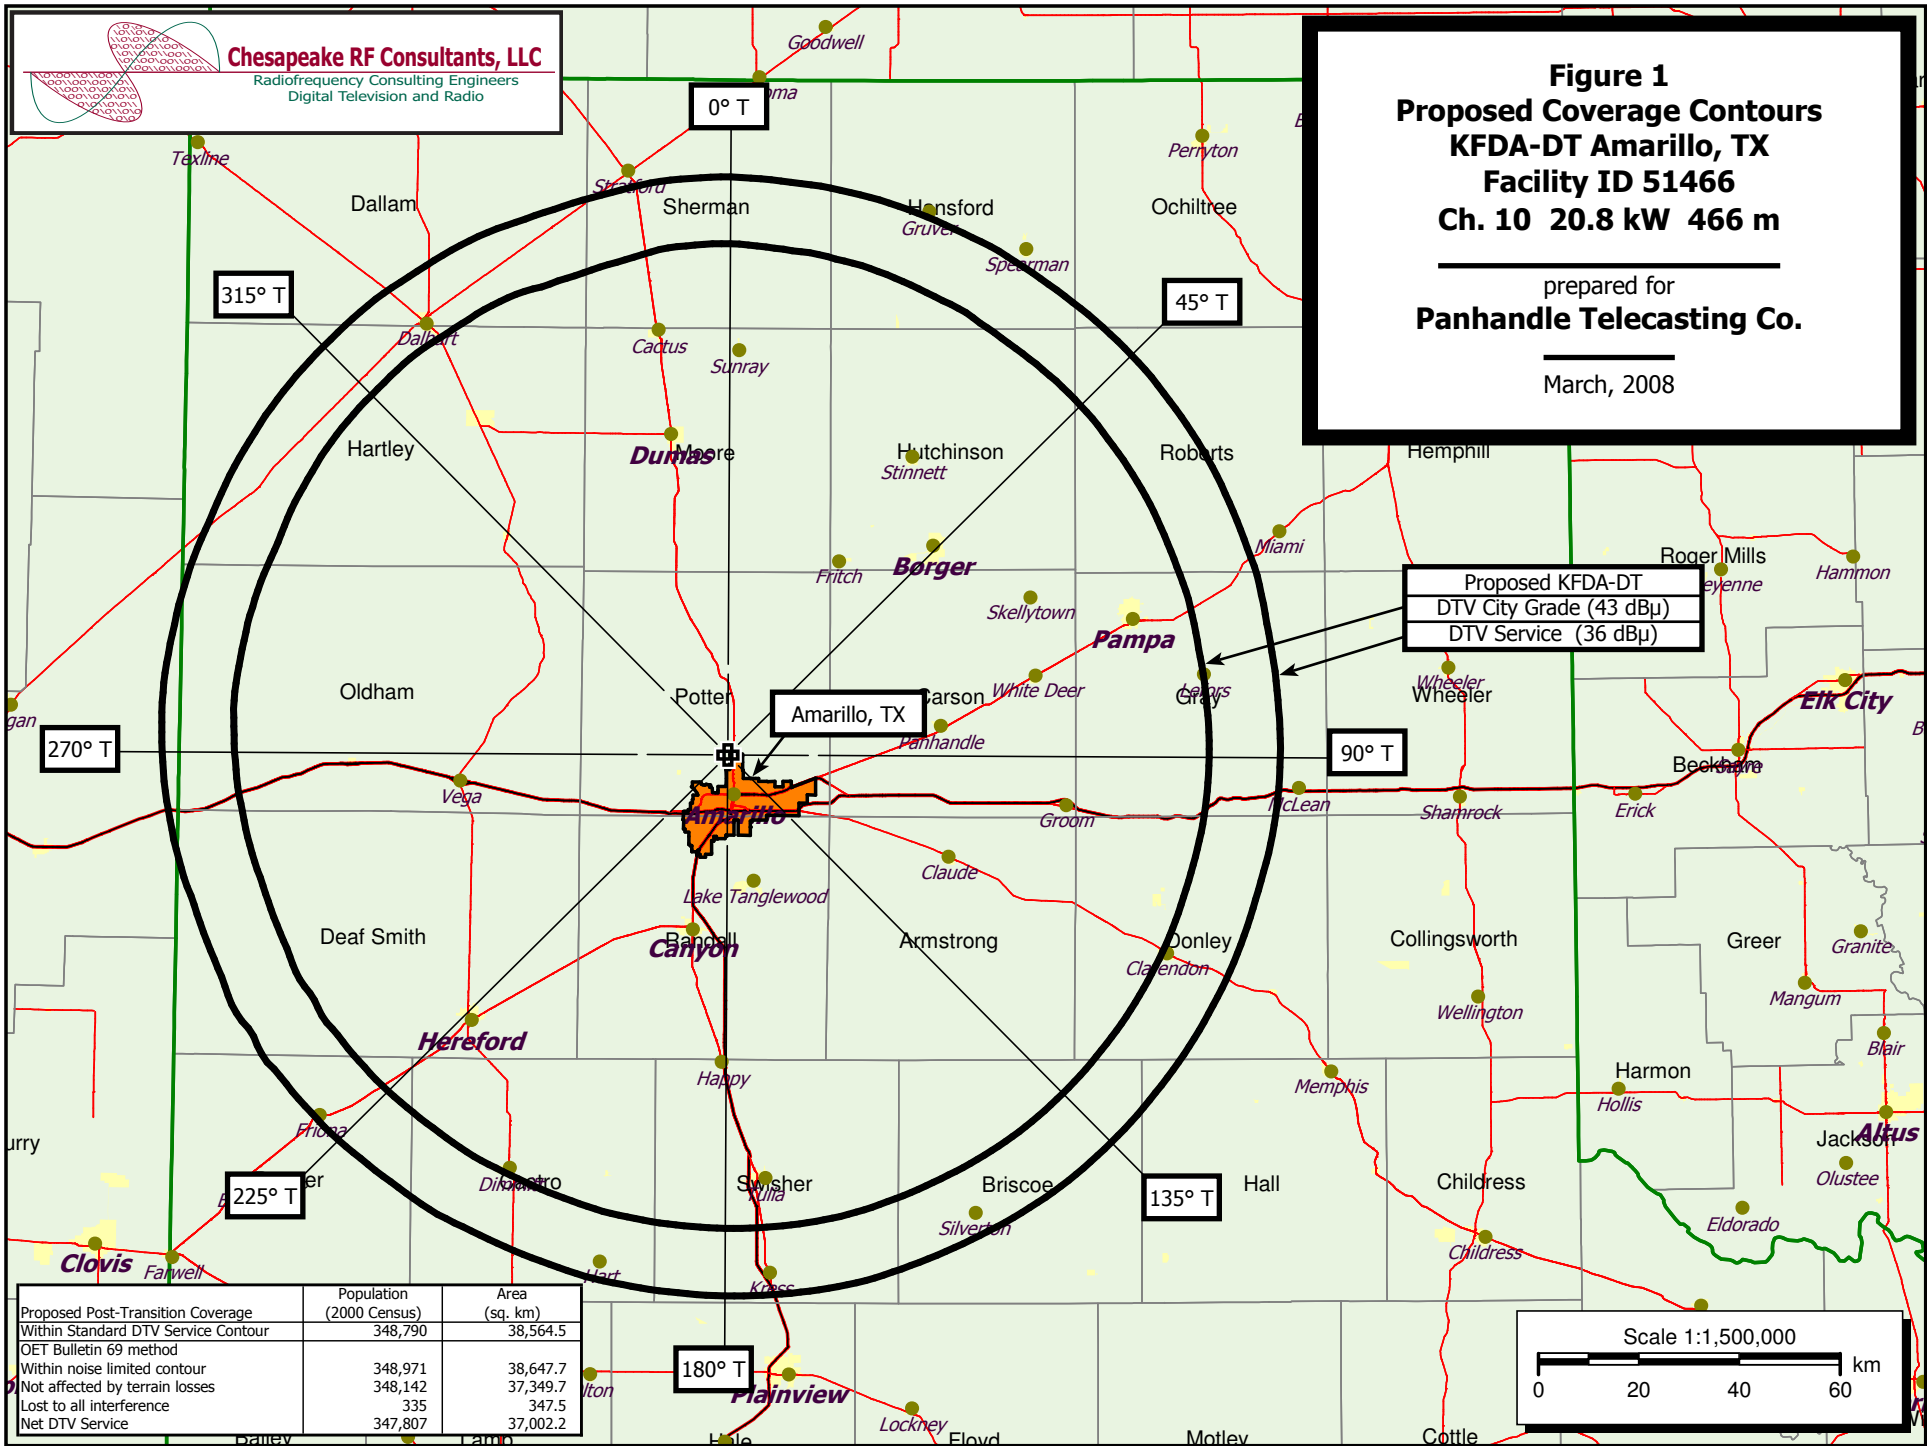 Chesapeake RF Consultants, LLC
Radiofrequency Consulting Engineers
Digital Television and Radio
Figure 1
Proposed Coverage Contours
KFDA-DT Amarillo, TX
Facility ID 51466
Ch. 10 20.8 kW 466 m
prepared for
Panhandle Telecasting Co.
March, 2008
Goodwell
0° T
Texline
Perryton
Stratford
Dallam
Sherman
Hansford
Ochiltree
Gruver
Spearman
315° T
45° T
Dalhart
Cactus
Sunray
Hartley
Dumas
Moore
Hutchinson
Stinnett
Roberts
Hemphill
Miami
Fritch
Borger
Roger Mills
Hammon
Skellytown
Pampa
Proposed KFDA-DT
DTV City Grade (43 dBµ)
DTV Service (36 dBµ)
Oldham
Potter
Carson
White Deer
Lefors
Gray
Wheeler
Wheeler
Elk City
Amarillo, TX
Panhandle
270° T
90° T
Beckham
Vega
Amarillo
Groom
McLean
Shamrock
Erick
Claude
Lake Tanglewood
Deaf Smith
Randall
Canyon
Armstrong
Donley
Clarendon
Collingsworth
Greer
Granite
Mangum
Wellington
Hereford
Blair
Happy
Memphis
Harmon
Hollis
Friona
Jackson
Altus
Olustee
225° T
Dimmitt
Castro
Swisher
Tulia
Briscoe
135° T
Hall
Childress
Silverton
Eldorado
Clovis
Farwell
Hart
Kress
Childress
Proposed Post-Transition Coverage Population (2000 Census) Area (sq. km)
Within Standard DTV Service Contour 348,790 38,564.5
OET Bulletin 69 method
Within noise limited contour 348,971 38,647.7
Not affected by terrain losses 348,142 37,349.7
Lost to all interference 335 347.5
Net DTV Service 347,807 37,002.2
180° T
Plainview
Lockney
Scale 1:1,500,000
0 20 40 60 km
Bailey
Lamb
Hale
Floyd
Motley
Cottle